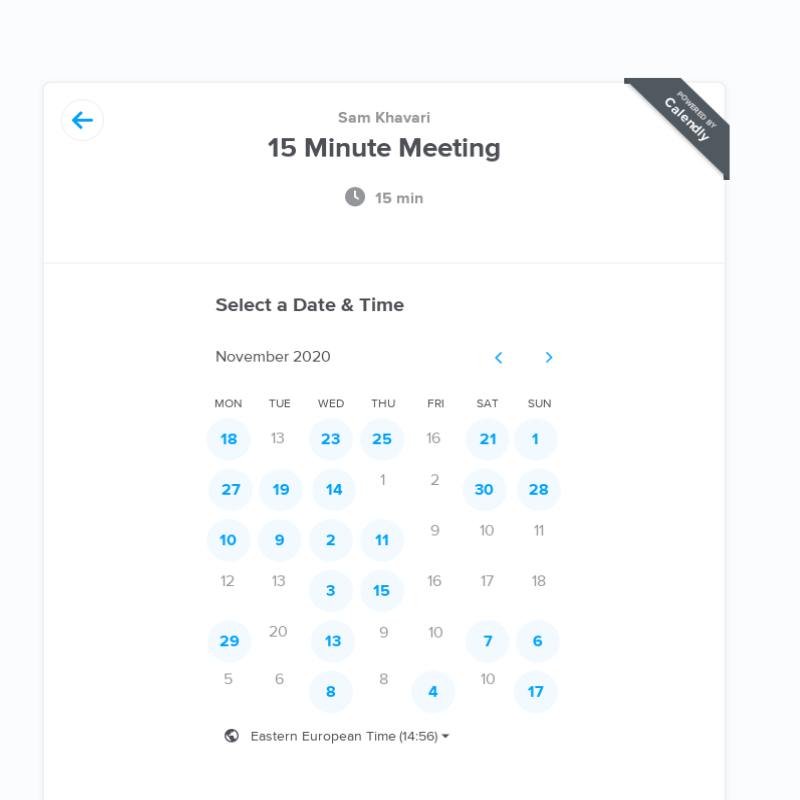 POWERED BY
Calendly
Sam Khavari
15 Minute Meeting
15 min
Select a Date & Time
November 2020
MON TUE WED THU FRI SAT SUN
18 13 23 25 16 21 1
27 19 14 1 2 30 28
10 9 2 11 9 10 11
12 13 3 15 16 17 18
29 20 13 9 10 7 6
5 6 8 8 4 10 17
Eastern European Time (14:56)